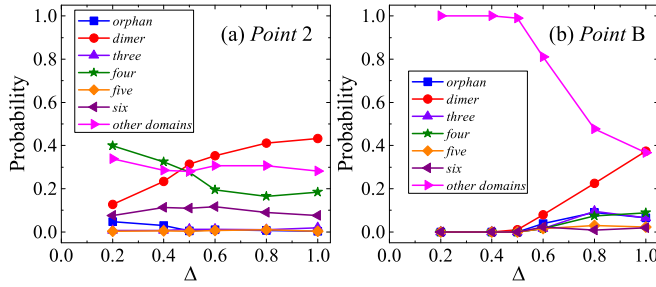 (a) Point 2
orphan
dimer
three
four
five
six
other domains
Probability
1.0
0.8
0.6
0.4
0.2
0.0
0.0 0.2 0.4 0.6 0.8 1.0
Δ
(b) Point B
orphan
dimer
three
four
five
six
other domains
Probability
1.0
0.8
0.6
0.4
0.2
0.0
0.0 0.2 0.4 0.6 0.8 1.0
Δ